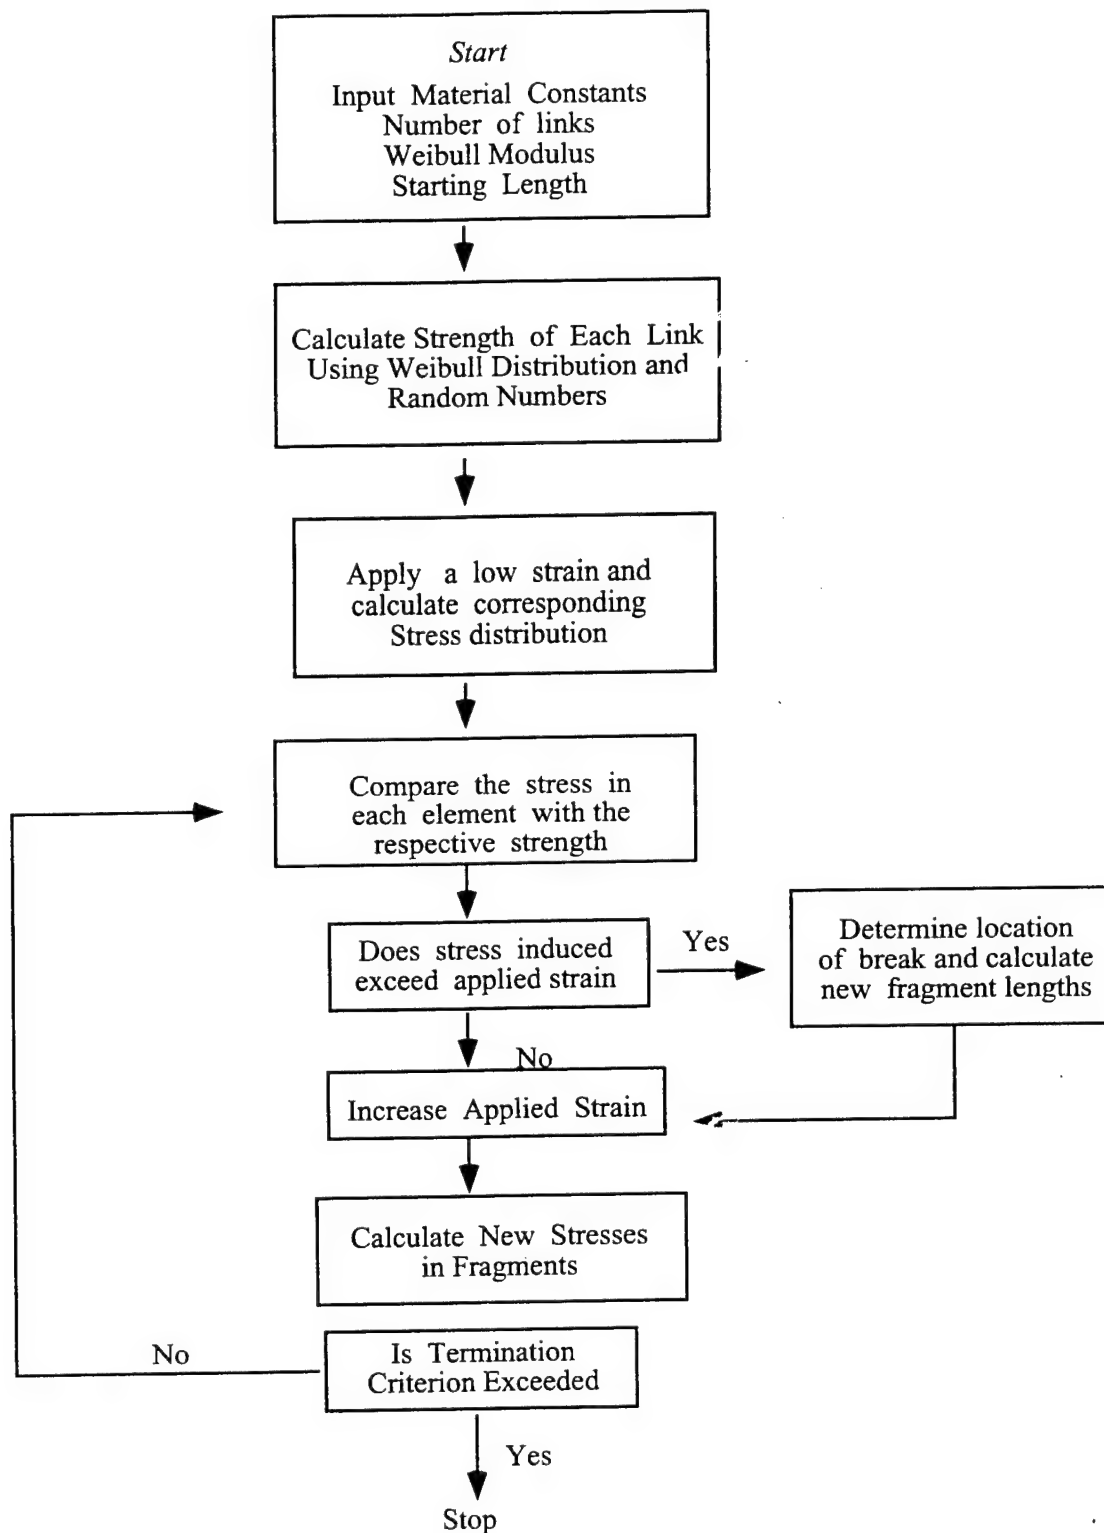 Start
Input Material Constants
Number of links
Weibull Modulus
Starting Length
Calculate Strength of Each Link
Using Weibull Distribution and
Random Numbers
Apply a low strain and
calculate corresponding
Stress distribution
Compare the stress in
each element with the
respective strength
Does stress induced
exceed applied strain
Yes
Determine location
of break and calculate
new fragment lengths
No
Increase Applied Strain
Calculate New Stresses
in Fragments
No
Is Termination
Criterion Exceeded
Yes
Stop